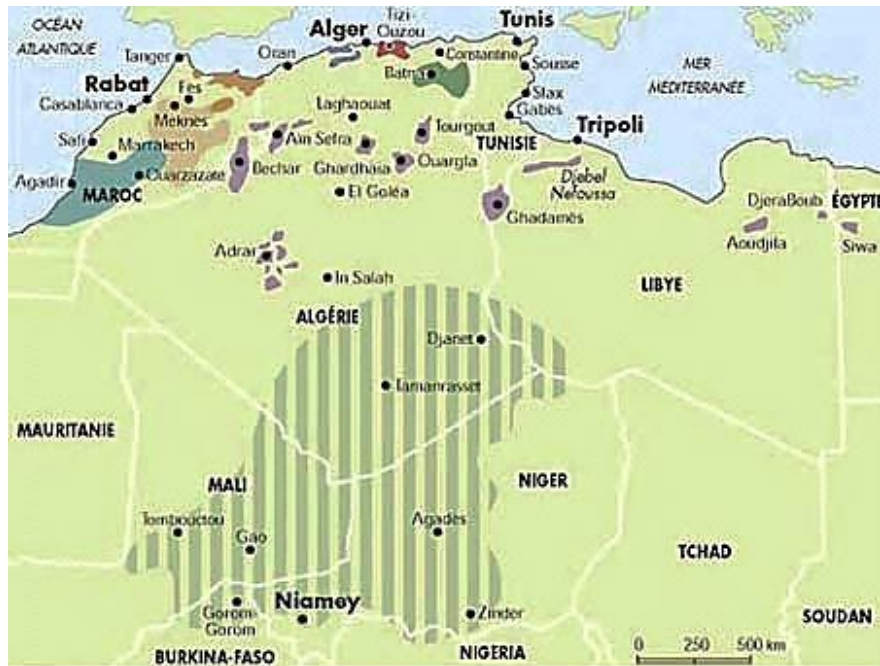 OCÉAN
ATLANTIQUE
Tanger
Rabat
Casablanca
Fes
Meknès
Safi
Marrakech
Agadir
MAROC
Ouarzazate
Oran
Alger
Tizi-
Ouzou
Constantine
Batna
Tunis
Sousse
Sfax
Gabès
MER
MÉDITERRANÉE
Laghaouat
Aïn Sefra
Tourgout
TUNISIE
Tripoli
Bechar
Ghardhaïa
Ouargla
El Goléa
Djebel
Nefoussa
Ghadamès
DjeraBoub
ÉGYPTE
Aoudjila
Siwa
Adrar
In Salah
LIBYE
ALGÉRIE
Djanet
Tamanrasset
MAURITANIE
MALI
NIGER
Tombouctou
Gao
Agadès
TCHAD
Gorom-
Gorom
Niamey
Zinder
SOUDAN
BURKINA-FASO
NIGERIA
0 250 500 km